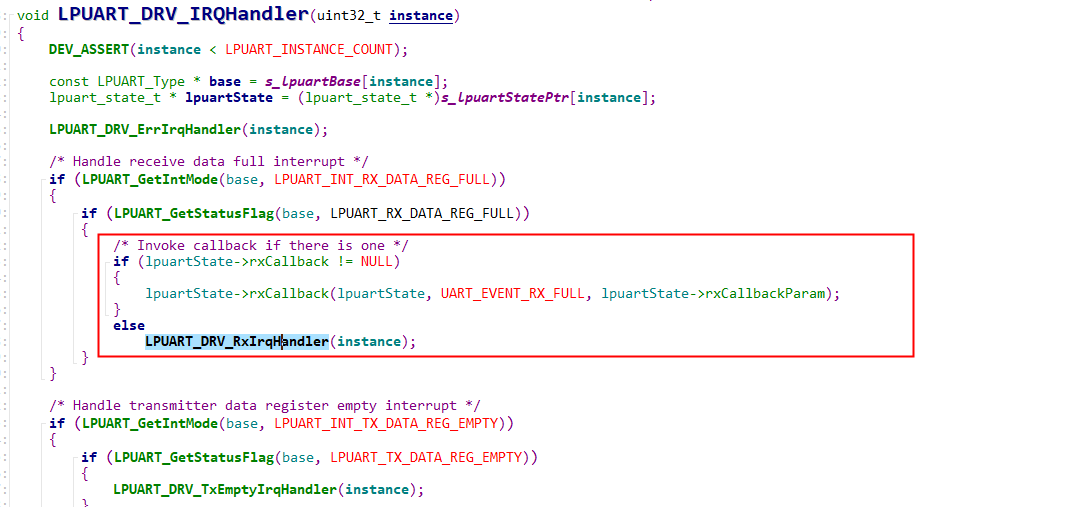 void LPUART_DRV_IRQHandler(uint32_t instance)
{
DEV_ASSERT(instance < LPUART_INSTANCE_COUNT);
const LPUART_Type * base = s_lpuartBase[instance];
lpuart_state_t * lpuartState = (lpuart_state_t *)s_lpuartStatePtr[instance];
LPUART_DRV_ErrIrqHandler(instance);
/* Handle receive data full interrupt */
if (LPUART_GetIntMode(base, LPUART_INT_RX_DATA_REG_FULL))
{
if (LPUART_GetStatusFlag(base, LPUART_RX_DATA_REG_FULL))
{
/* Invoke callback if there is one */
if (lpuartState->rxCallback != NULL)
{
lpuartState->rxCallback(lpuartState, UART_EVENT_RX_FULL, lpuartState->rxCallbackParam);
}
else
LPUART_DRV_RxIrqHandler(instance);
}
}
/* Handle transmitter data register empty interrupt */
if (LPUART_GetIntMode(base, LPUART_INT_TX_DATA_REG_EMPTY))
{
if (LPUART_GetStatusFlag(base, LPUART_TX_DATA_REG_EMPTY))
{
LPUART_DRV_TxEmptyIrqHandler(instance);
}